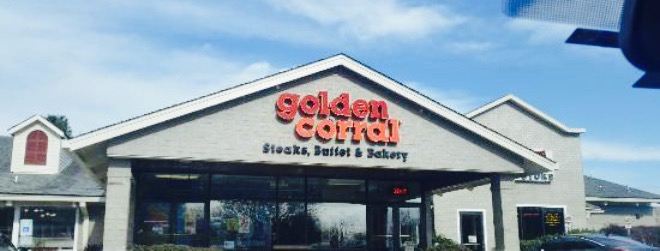 golden
corral
Steaks, Buffet & Bakery